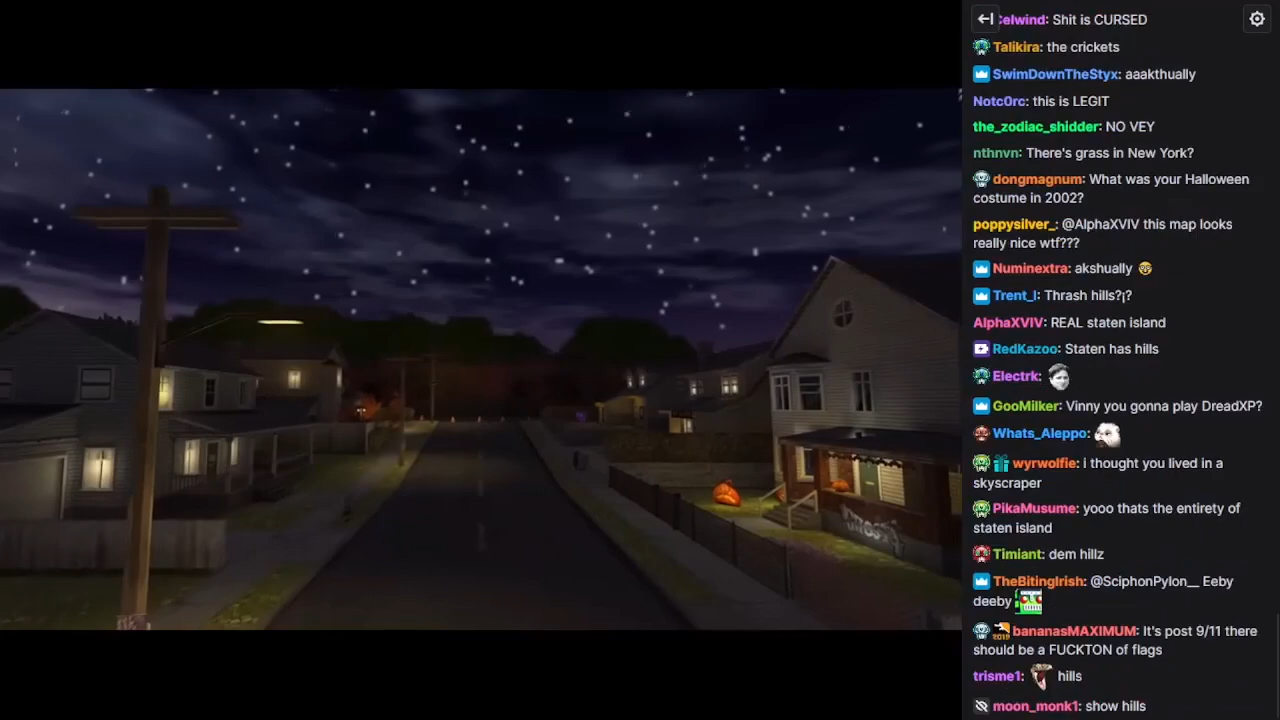 Celwind: Shit is CURSED
Talikira: the crickets
SwimDownTheStyx: aaakthually
Notc0rc: this is LEGIT
the_zodiac_shidder: NO VEY
nthnvn: There's grass in New York?
dongmagnum: What was your Halloween
costume in 2002?
poppysilver_: @AlphaXVIV this map looks
really nice wtf???
Numinextra: akshually
Trent_I: Thrash hills?¡?
AlphaXVIV: REAL staten island
RedKazoo: Staten has hills
Electrk:
GooMilker: Vinny you gonna play DreadXP?
Whats_Aleppo:
wyrwolfie: i thought you lived in a
skyscraper
PikaMusume: yooo thats the entirety of
staten island
Timiant: dem hillz
TheBitingIrish: @SciphonPylon__ Eeby
deeby
2019 bananasMAXIMUM: It's post 9/11 there
should be a FUCKTON of flags
trisme1: hills
moon_monk1: show hills